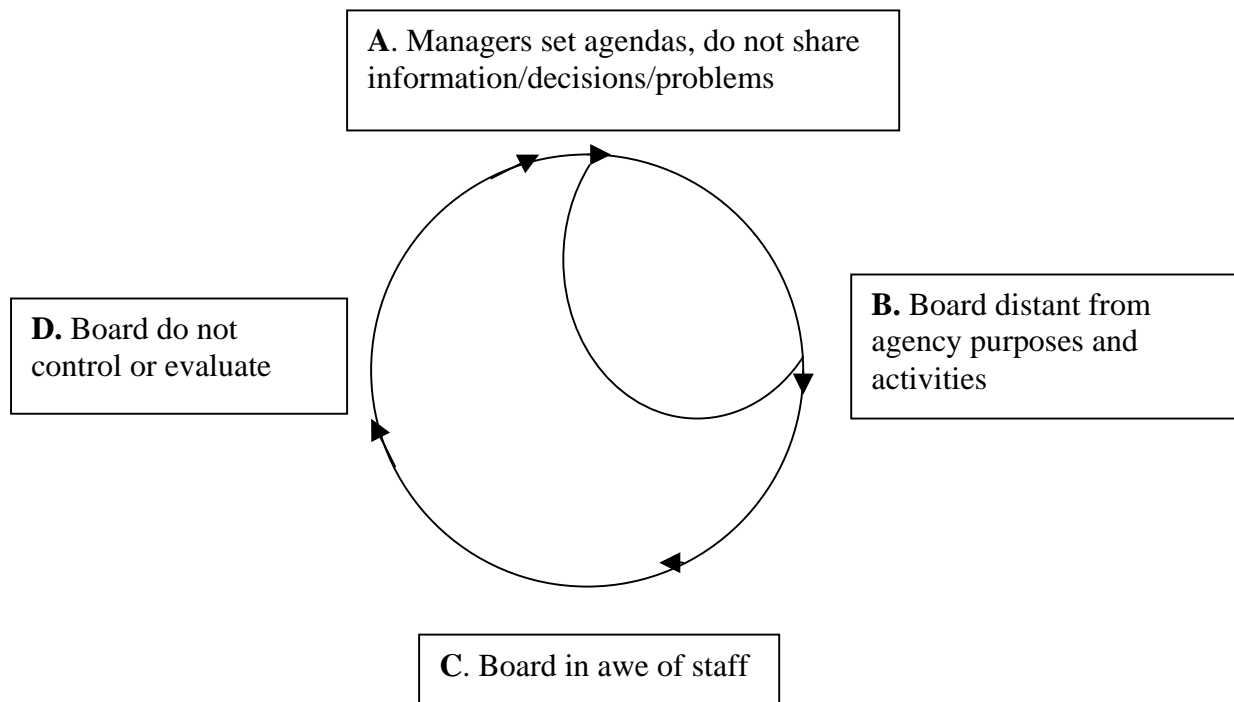 A. Managers set agendas, do not share
information/decisions/problems
B. Board distant from
agency purposes and
activities
D. Board do not
control or evaluate
C. Board in awe of staff